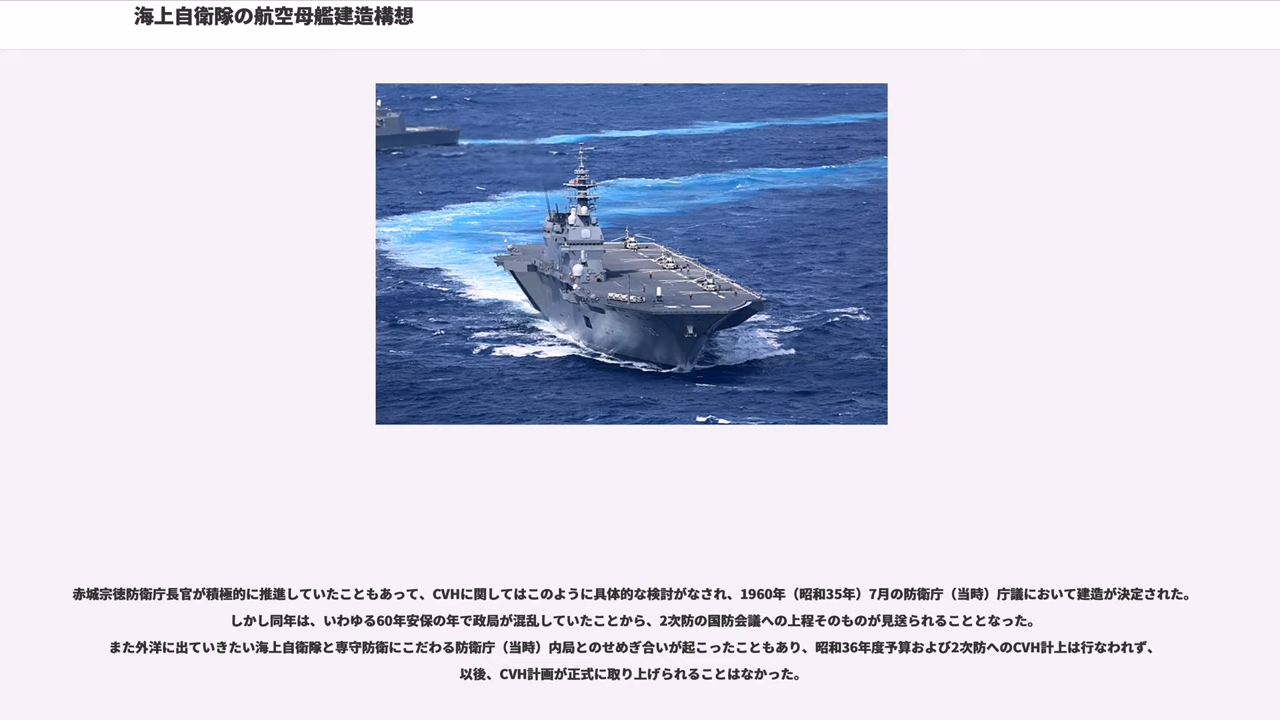 海上自衛隊の航空母艦建造構想
赤城宗徳防衛庁長官が積極的に推進していたこともあって、CVHに関してはこのように具体的な検討がなされ、1960年（昭和35年）7月の防衛庁（当時）庁議において建造が決定された。
しかし同年は、いわゆる60年安保の年で政局が混乱していたことから、2次防の国防会議への上程そのものが見送られることとなった。
また外洋に出ていきたい海上自衛隊と専守防衛にこだわる防衛庁（当時）内局とのせめぎ合いが起こったこともあり、昭和36年度予算および2次防へのCVH計上は行なわれず、
以後、CVH計画が正式に取り上げられることはなかった。